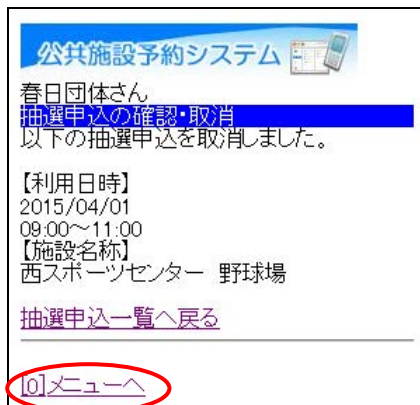 公共施設予約システム
春日団体さん
抽選申込の確認・取消
以下の抽選申込を取消しました。
【利用日時】
2015/04/01
09:00～11:00
【施設名称】
西スポーツセンター　野球場
抽選申込一覧へ戻る
[0]メニューへ